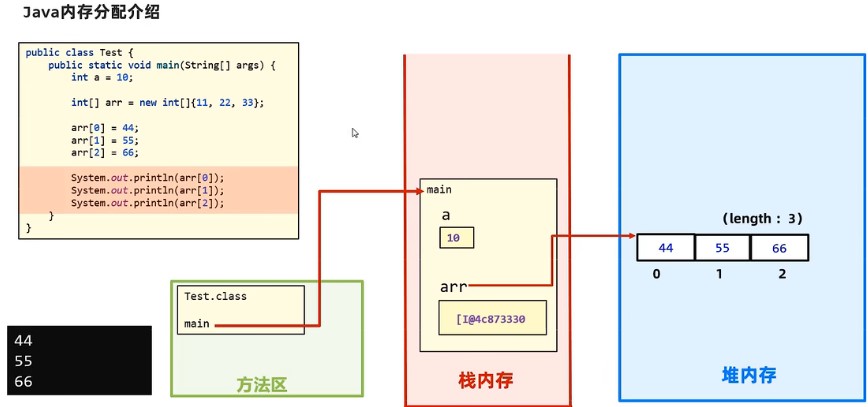 Java内存分配介绍
public class Test {
public static void main(String[] args) {
int a = 10;
int[] arr = new int[]{11, 22, 33};
arr[0] = 44;
arr[1] = 55;
arr[2] = 66;
System.out.println(arr[0]);
System.out.println(arr[1]);
System.out.println(arr[2]);
}
}
44
55
66
Test.class
main
方法区
main
a
10
arr
[I@4c873330
栈内存
(length : 3)
44 55 66
0 1 2
堆内存